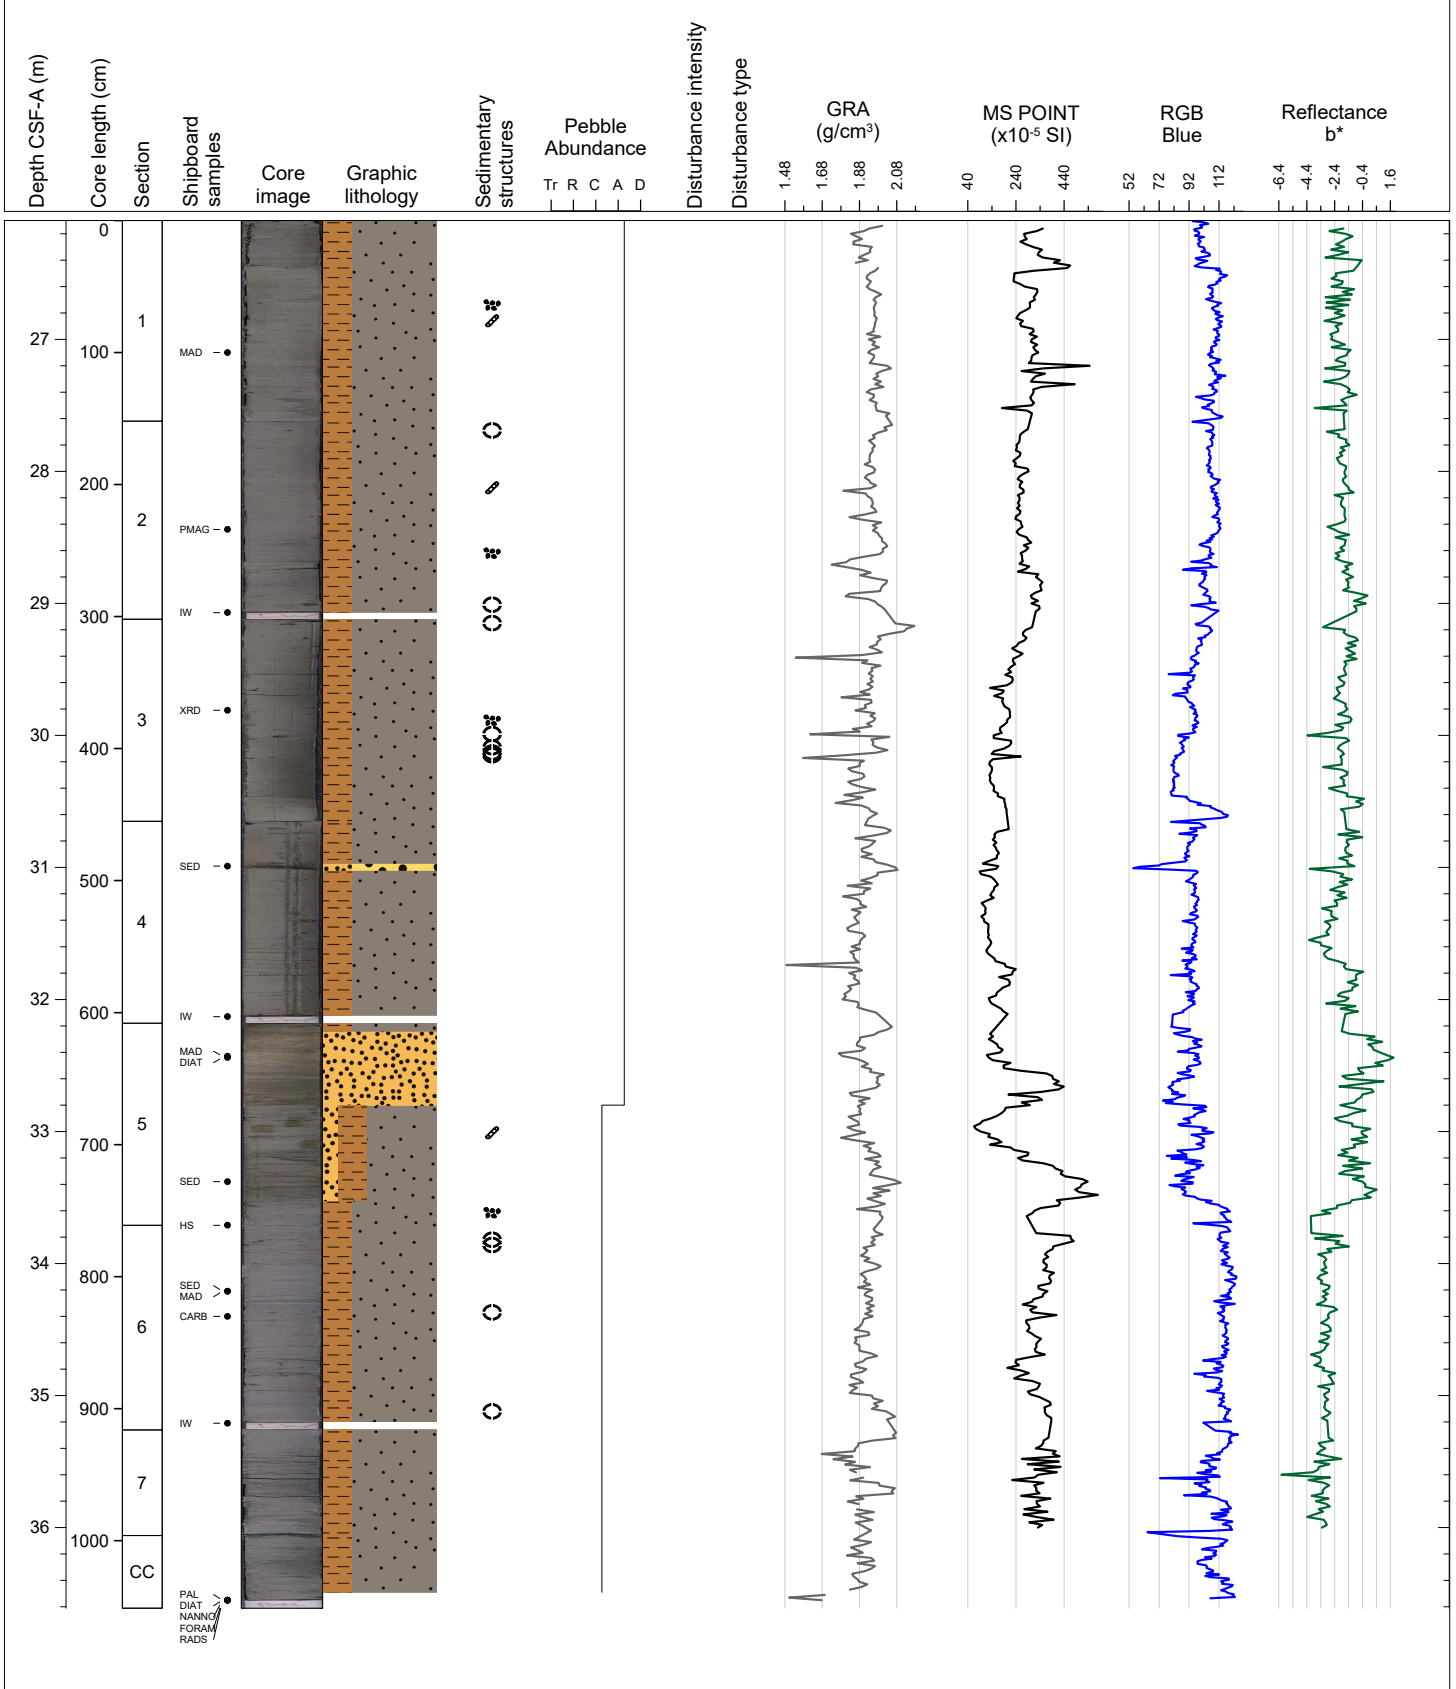 Depth CSF-A (m)
Core length (cm)
Section
Shipboard
samples
Core
image
Graphic
lithology
Sedimentary
structures
Pebble
Abundance
Tr R C A D
Disturbance intensity
Disturbance type
GRA
(g/cm³)
1.48 1.68 1.88 2.08
MS POINT
(x10⁻⁵ SI)
40 240 440
RGB
Blue
52 72 92 112
Reflectance
b*
-6.4 -4.4 -2.4 -0.4 1.6
0
1
27
100
MAD
28
200
2
PMAG
29
300
IW
XRD
3
30
400
31
SED
500
4
32
600
IW
MAD
DIAT
5
33
700
SED
HS
34
800
SED
MAD
CARB
6
35
900
IW
7
36
1000
CC
PAL
DIAT
NANNO
FORAM
RADS